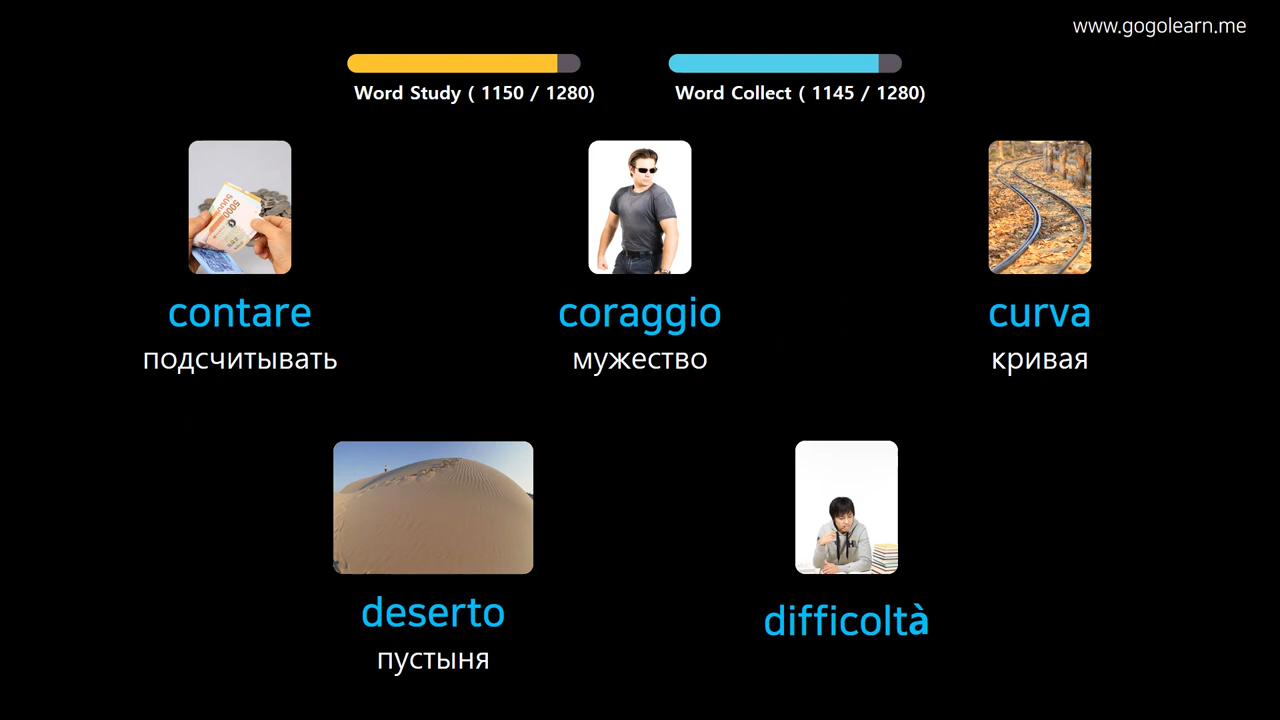 www.gogolearn.me
Word Study ( 1150 / 1280)
Word Collect ( 1145 / 1280)
contare
подсчитывать
coraggio
мужество
curva
кривая
deserto
пустыня
difficoltà